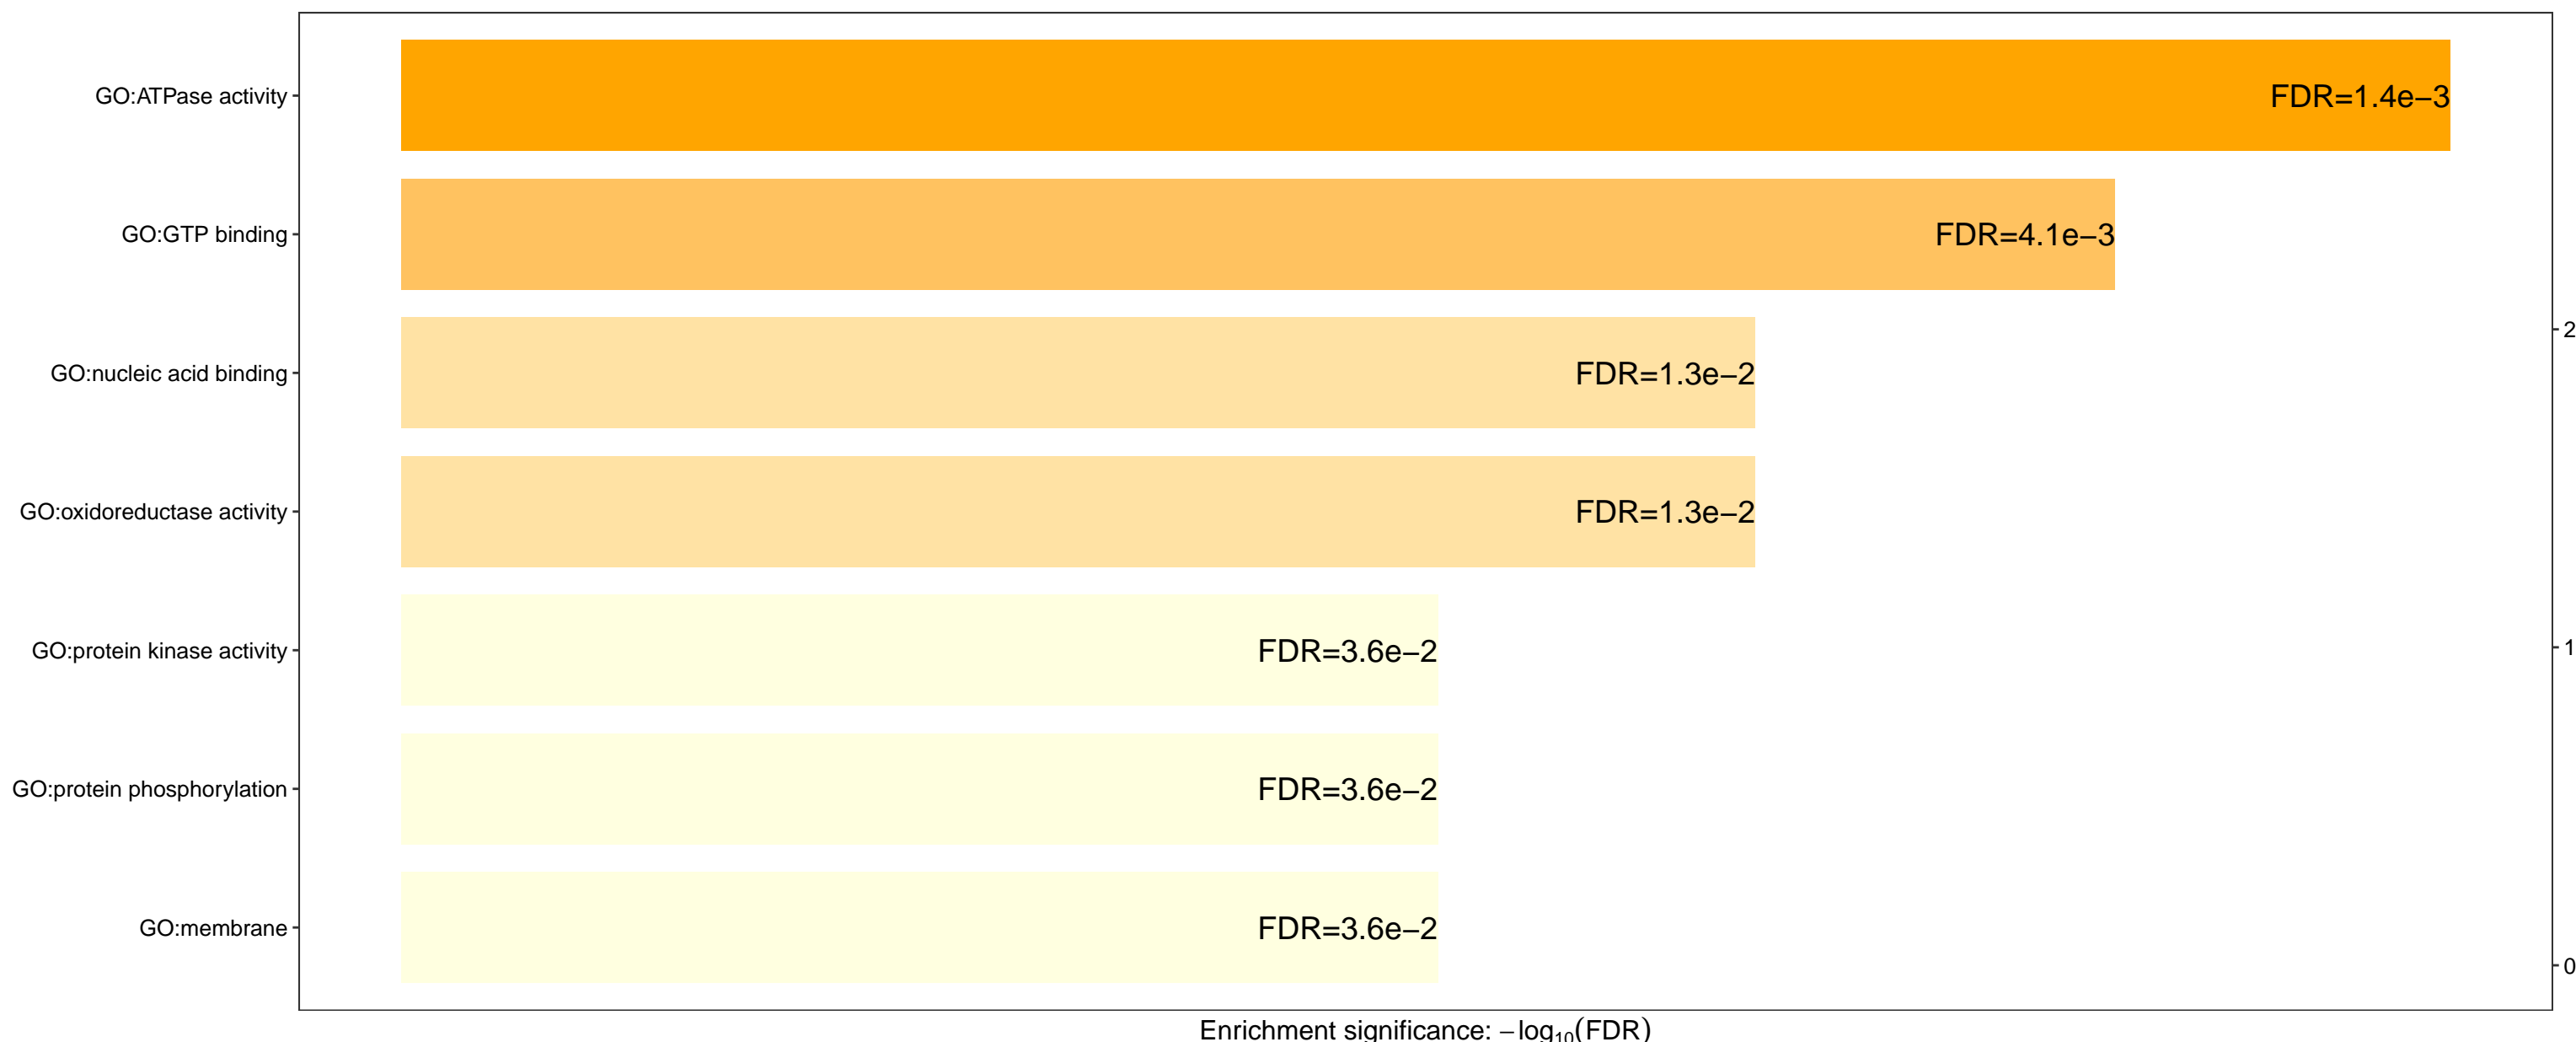 GO:ATPase activity
FDR=1.4e−3
GO:GTP binding
FDR=4.1e−3
2
GO:nucleic acid binding
FDR=1.3e−2
GO:oxidoreductase activity
FDR=1.3e−2
GO:protein kinase activity
FDR=3.6e−2
1
GO:protein phosphorylation
FDR=3.6e−2
GO:membrane
FDR=3.6e−2
0
Enrichment significance: −log₁₀(FDR)